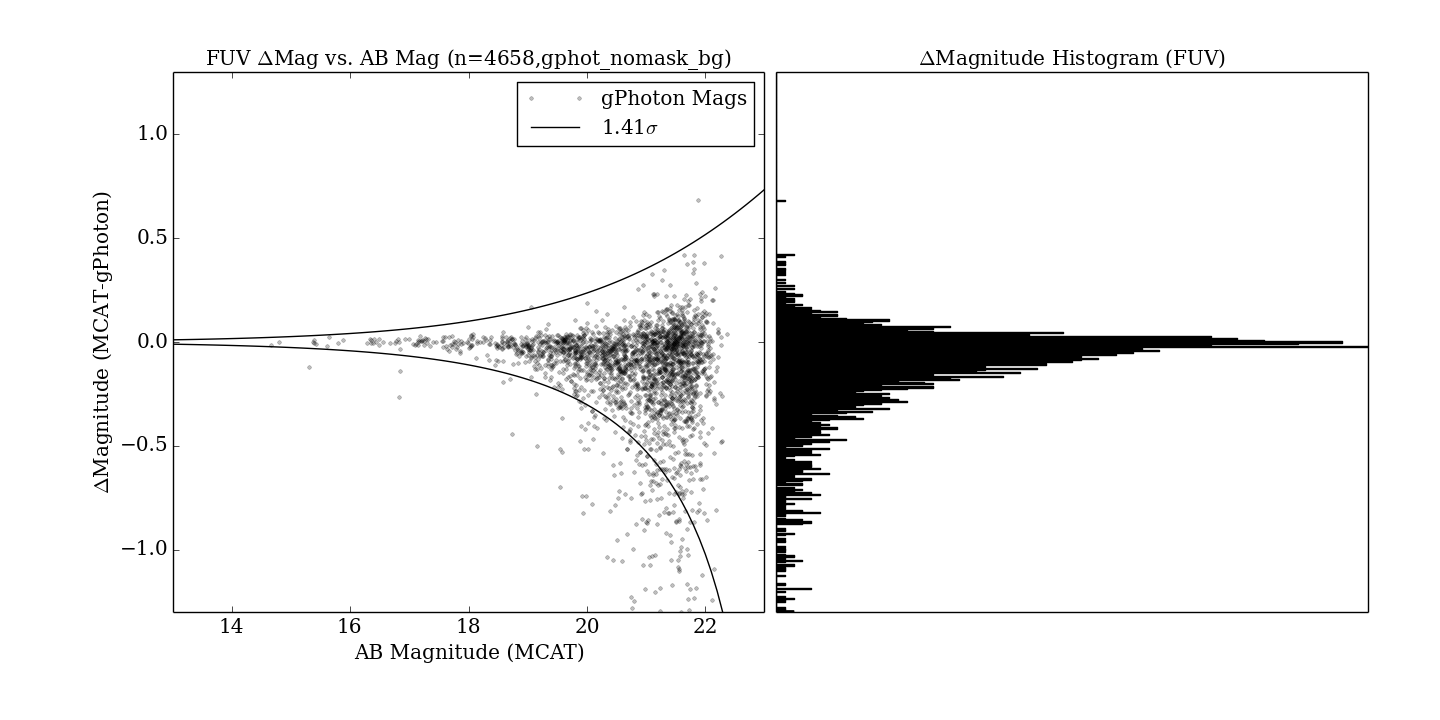 FUV ΔMag vs. AB Mag (n=4658,gphot_nomask_bg)
ΔMagnitude Histogram (FUV)
gPhoton Mags
1.41σ
ΔMagnitude (MCAT-gPhoton)
1.0
0.5
0.0
−0.5
−1.0
14 16 18 20 22
AB Magnitude (MCAT)